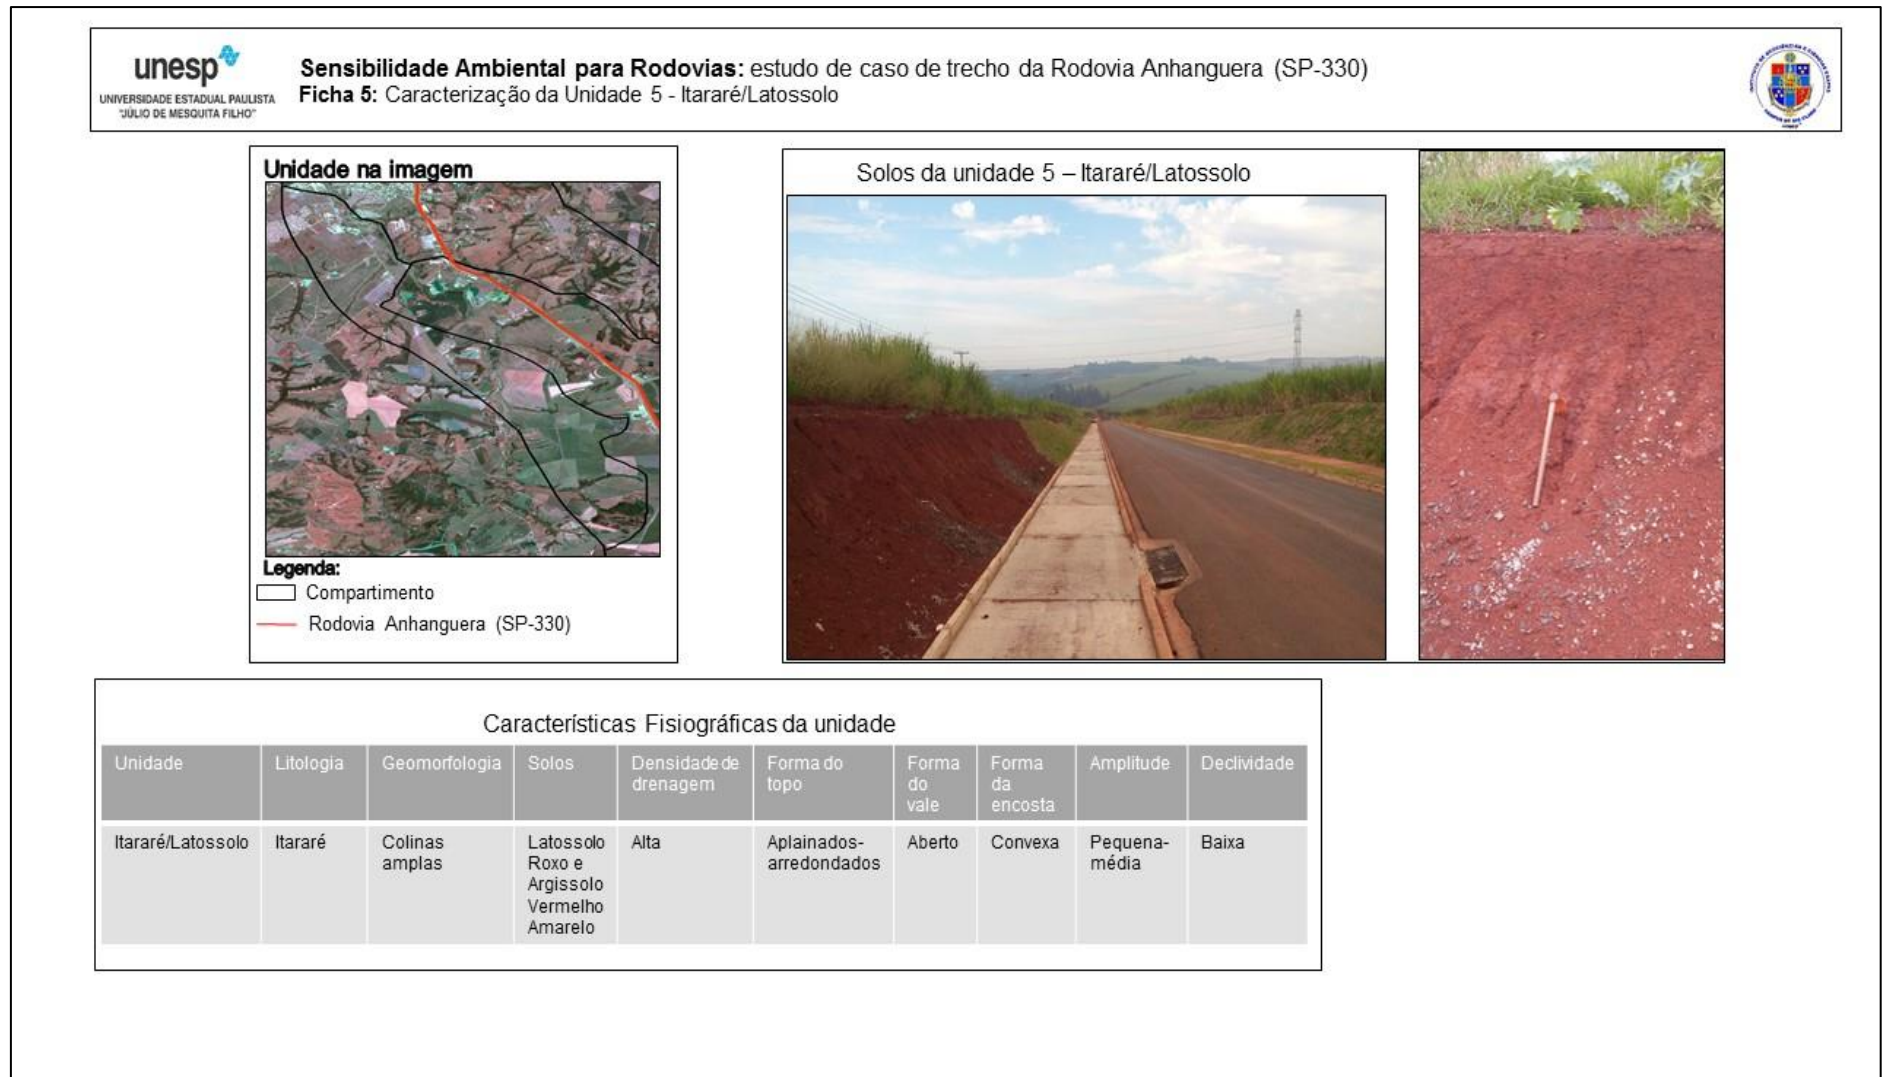 unesp
UNIVERSIDADE ESTADUAL PAULISTA
"JÚLIO DE MESQUITA FILHO"
Sensibilidade Ambiental para Rodovias: estudo de caso de trecho da Rodovia Anhanguera (SP-330)
Ficha 5: Caracterização da Unidade 5 - Itararé/Latossolo
Unidade na imagem
Legenda:
Compartimento
Rodovia Anhanguera (SP-330)
Solos da unidade 5 – Itararé/Latossolo
Características Fisiográficas da unidade
Unidade
Litologia
Geomorfologia
Solos
Densidade de
drenagem
Forma do
topo
Forma
do
vale
Forma
da
encosta
Amplitude
Declividade
Itararé/Latossolo
Itararé
Colinas
amplas
Latossolo
Roxo e
Argissolo
Vermelho
Amarelo
Alta
Aplainados-
arredondados
Aberto
Convexa
Pequena-
média
Baixa